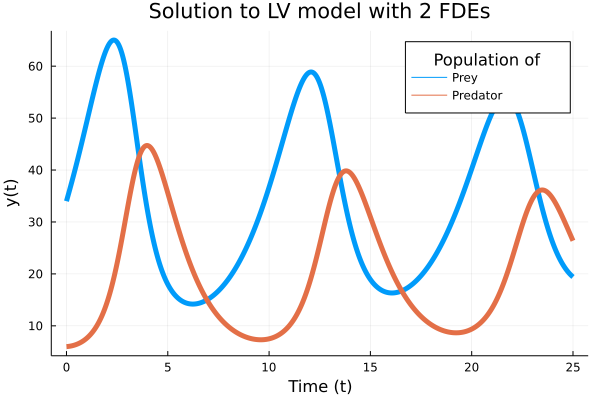 Solution to LV model with 2 FDEs
Population of
Prey
Predator
y(t)
60
50
40
30
20
10
0 5 10 15 20 25
Time (t)